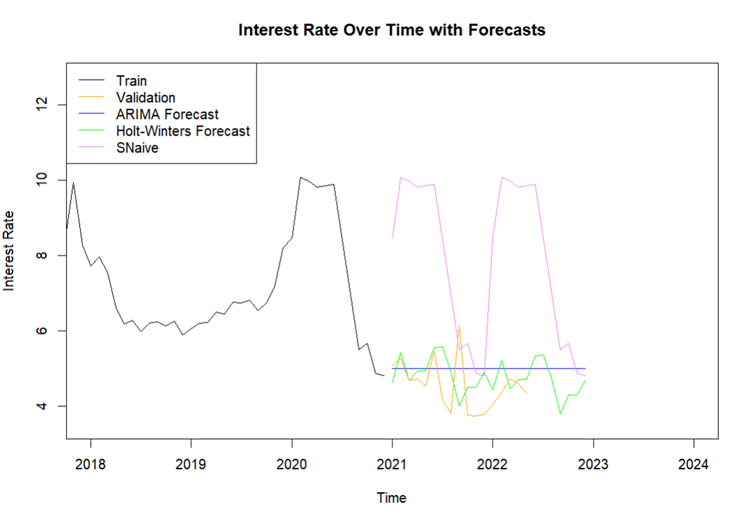 Interest Rate Over Time with Forecasts
Train
Validation
ARIMA Forecast
Holt-Winters Forecast
SNaive
Interest Rate
12
10
8
6
4
2018 2019 2020 2021 2022 2023 2024
Time